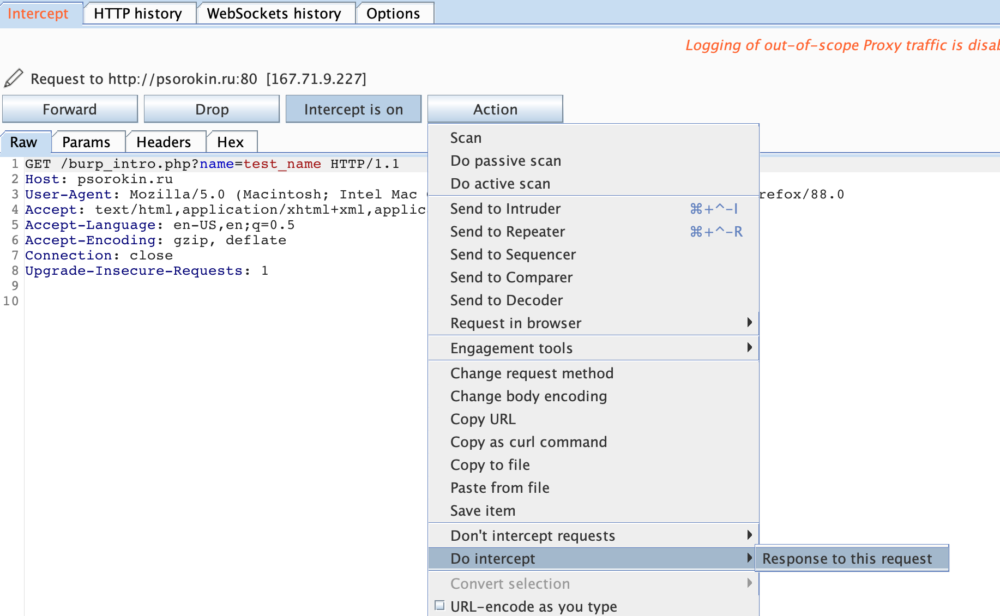 Intercept HTTP history WebSockets history Options
Logging of out-of-scope Proxy traffic is
Request to http://psorokin.ru:80 [167.71.9.227]
Forward Drop Intercept is on Action
Raw Params Headers Hex
1 GET /burp_intro.php?name=test_name HTTP/1.1
2 Host: psorokin.ru
3 User-Agent: Mozilla/5.0 (Macintosh; Intel Mac refox/88.0
4 Accept: text/html,application/xhtml+xml,applic
5 Accept-Language: en-US,en;q=0.5
6 Accept-Encoding: gzip, deflate
7 Connection: close
8 Upgrade-Insecure-Requests: 1
9
10
Scan
Do passive scan
Do active scan
Send to Intruder ⌘+^-I
Send to Repeater ⌘+^-R
Send to Sequencer
Send to Comparer
Send to Decoder
Request in browser
Engagement tools
Change request method
Change body encoding
Copy URL
Copy as curl command
Copy to file
Paste from file
Save item
Don't intercept requests
Do intercept
Response to this request
Convert selection
URL-encode as you type